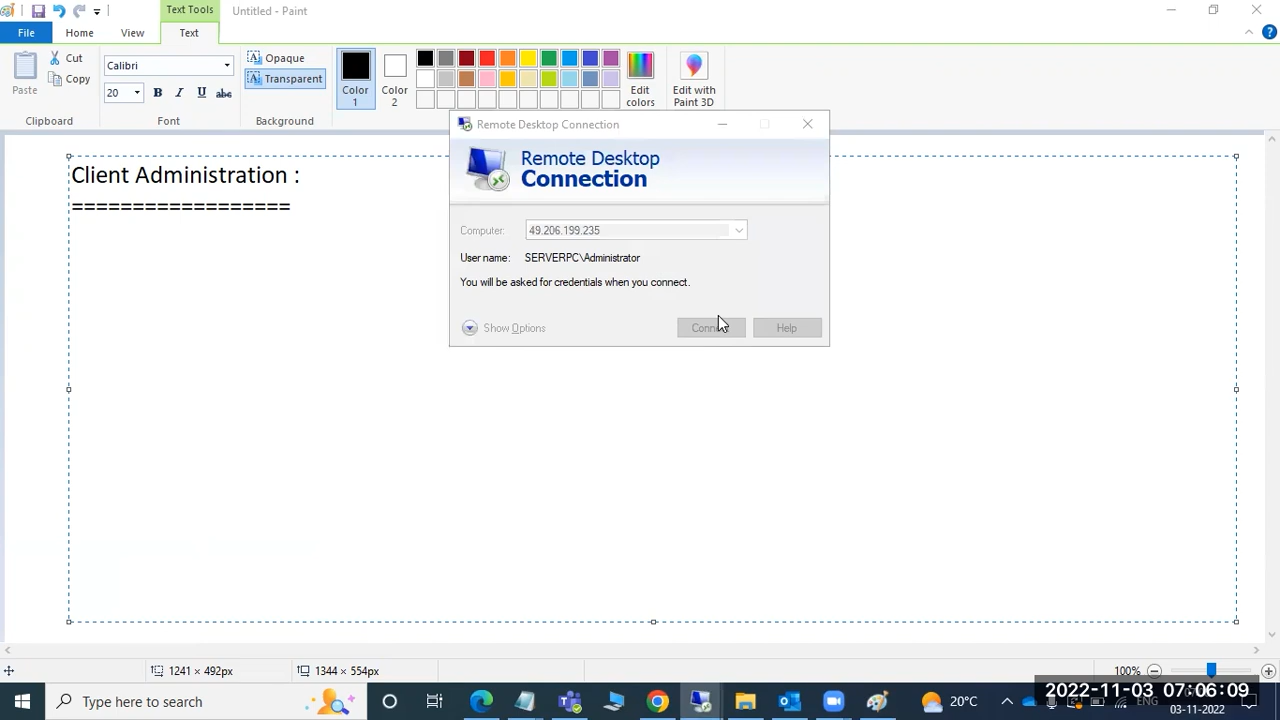 Text Tools
Untitled - Paint
File
Home
View
Text
Paste
Cut
Copy
Clipboard
Calibri
20
B I U abc
Font
Opaque
Transparent
Background
Color 1
Color 2
Edit colors
Edit with Paint 3D
Client Administration :
==================
Remote Desktop Connection
Remote Desktop
Connection
Computer: 49.206.199.235
User name: SERVERPC\Administrator
You will be asked for credentials when you connect.
Show Options
Help
1241 × 492px
1344 × 554px
100%
Type here to search
20°C
ENG
2022-11-03 07:06:09
03-11-2022